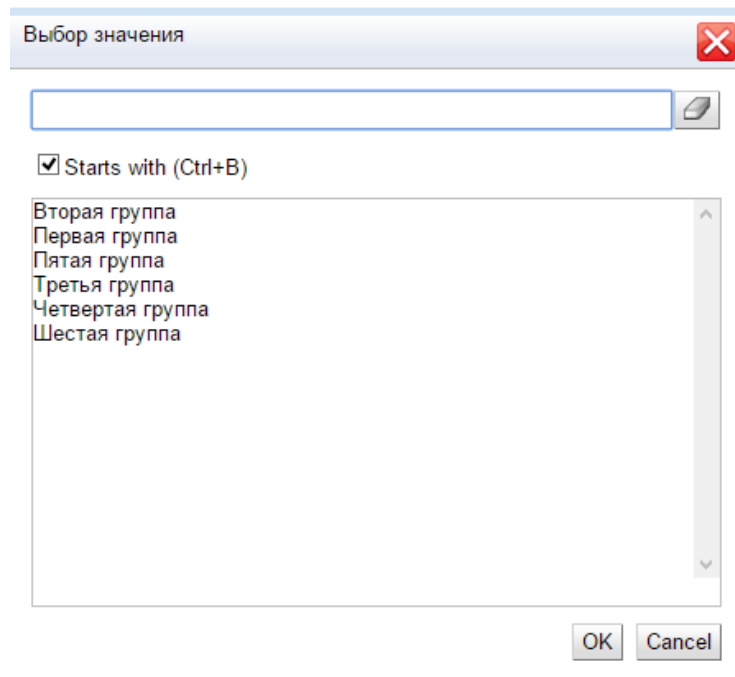 Выбор значения
Starts with (Ctrl+B)
Вторая группа
Первая группа
Пятая группа
Третья группа
Четвертая группа
Шестая группа
OK Cancel